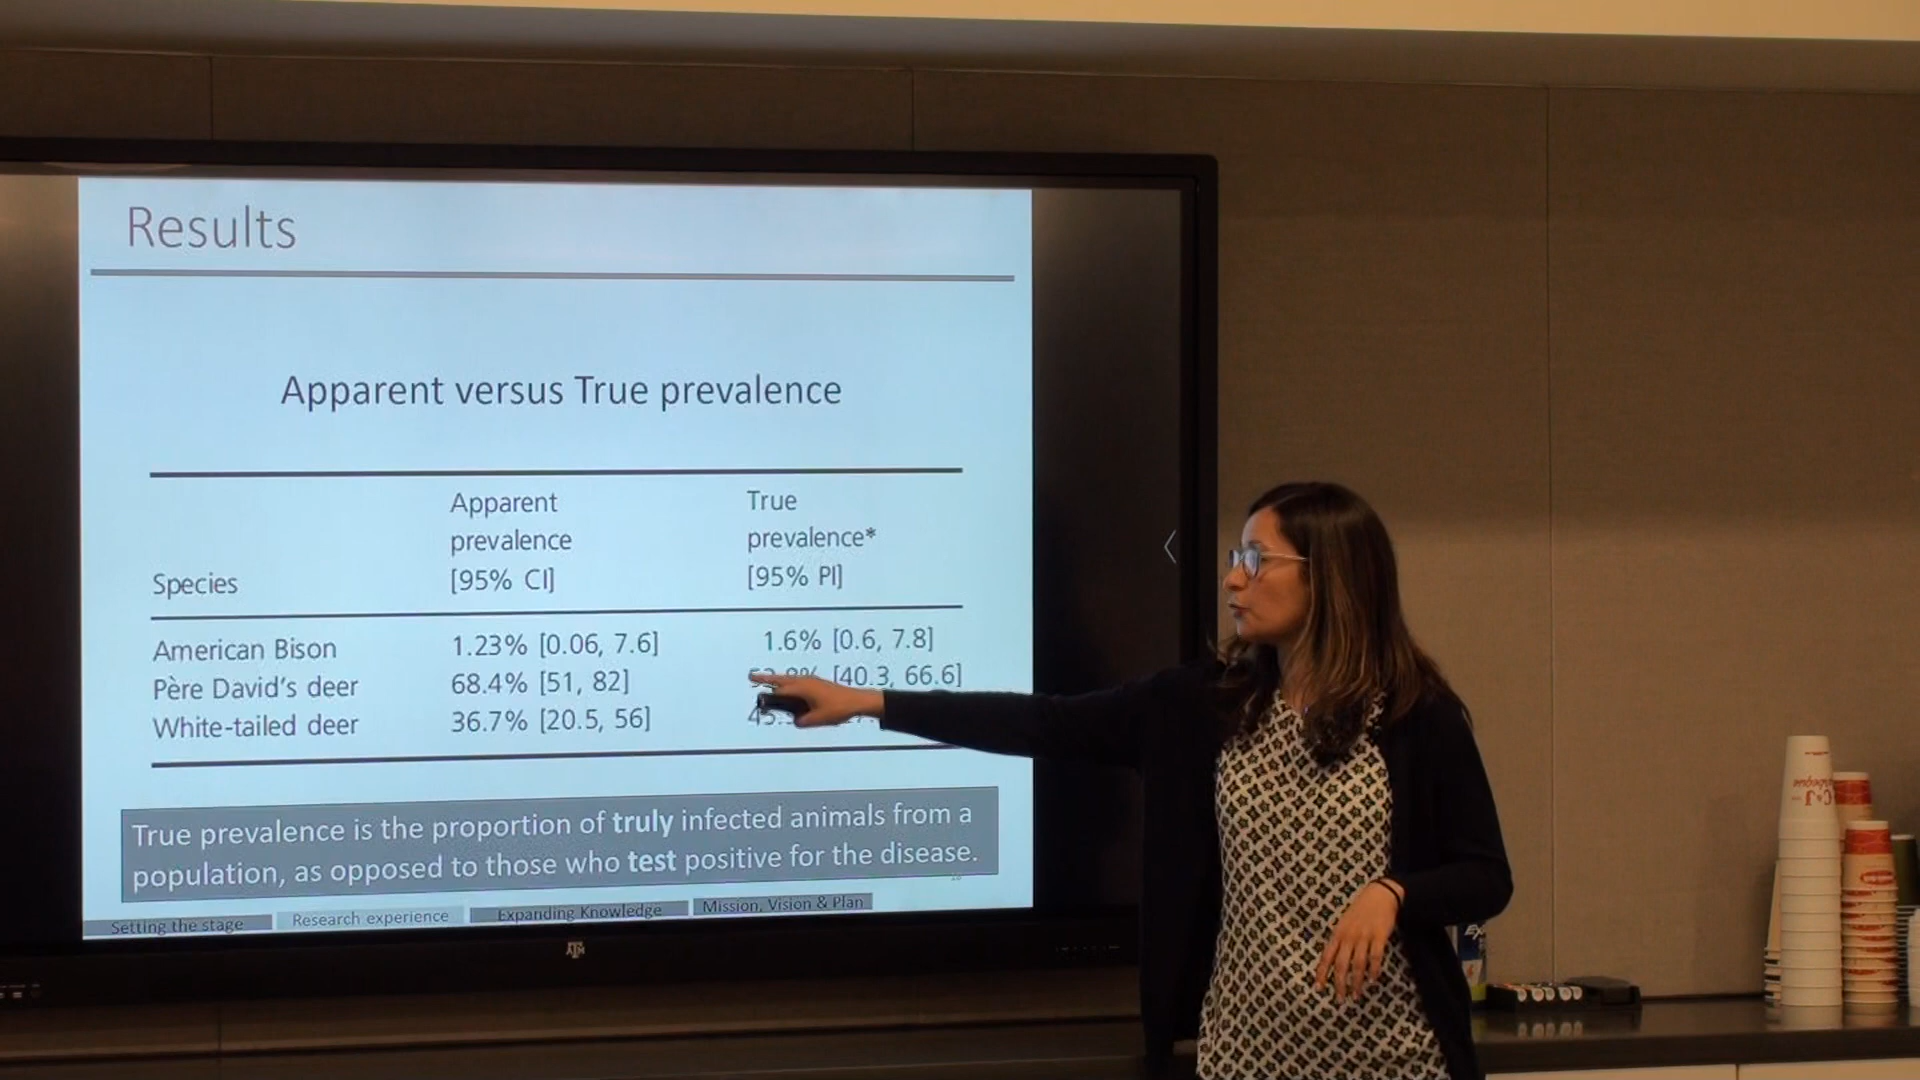 Results
Apparent versus True prevalence
Species
Apparent
prevalence
[95% CI]
True
prevalence*
[95% PI]
American Bison 1.23% [0.06, 7.6] 1.6% [0.6, 7.8]
Père David's deer 68.4% [51, 82] [40.3, 66.6]
White-tailed deer 36.7% [20.5, 56]
True prevalence is the proportion of truly infected animals from a
population, as opposed to those who test positive for the disease.
Setting the stage Research experience Expanding Knowledge Mission, Vision & Plan
ATM